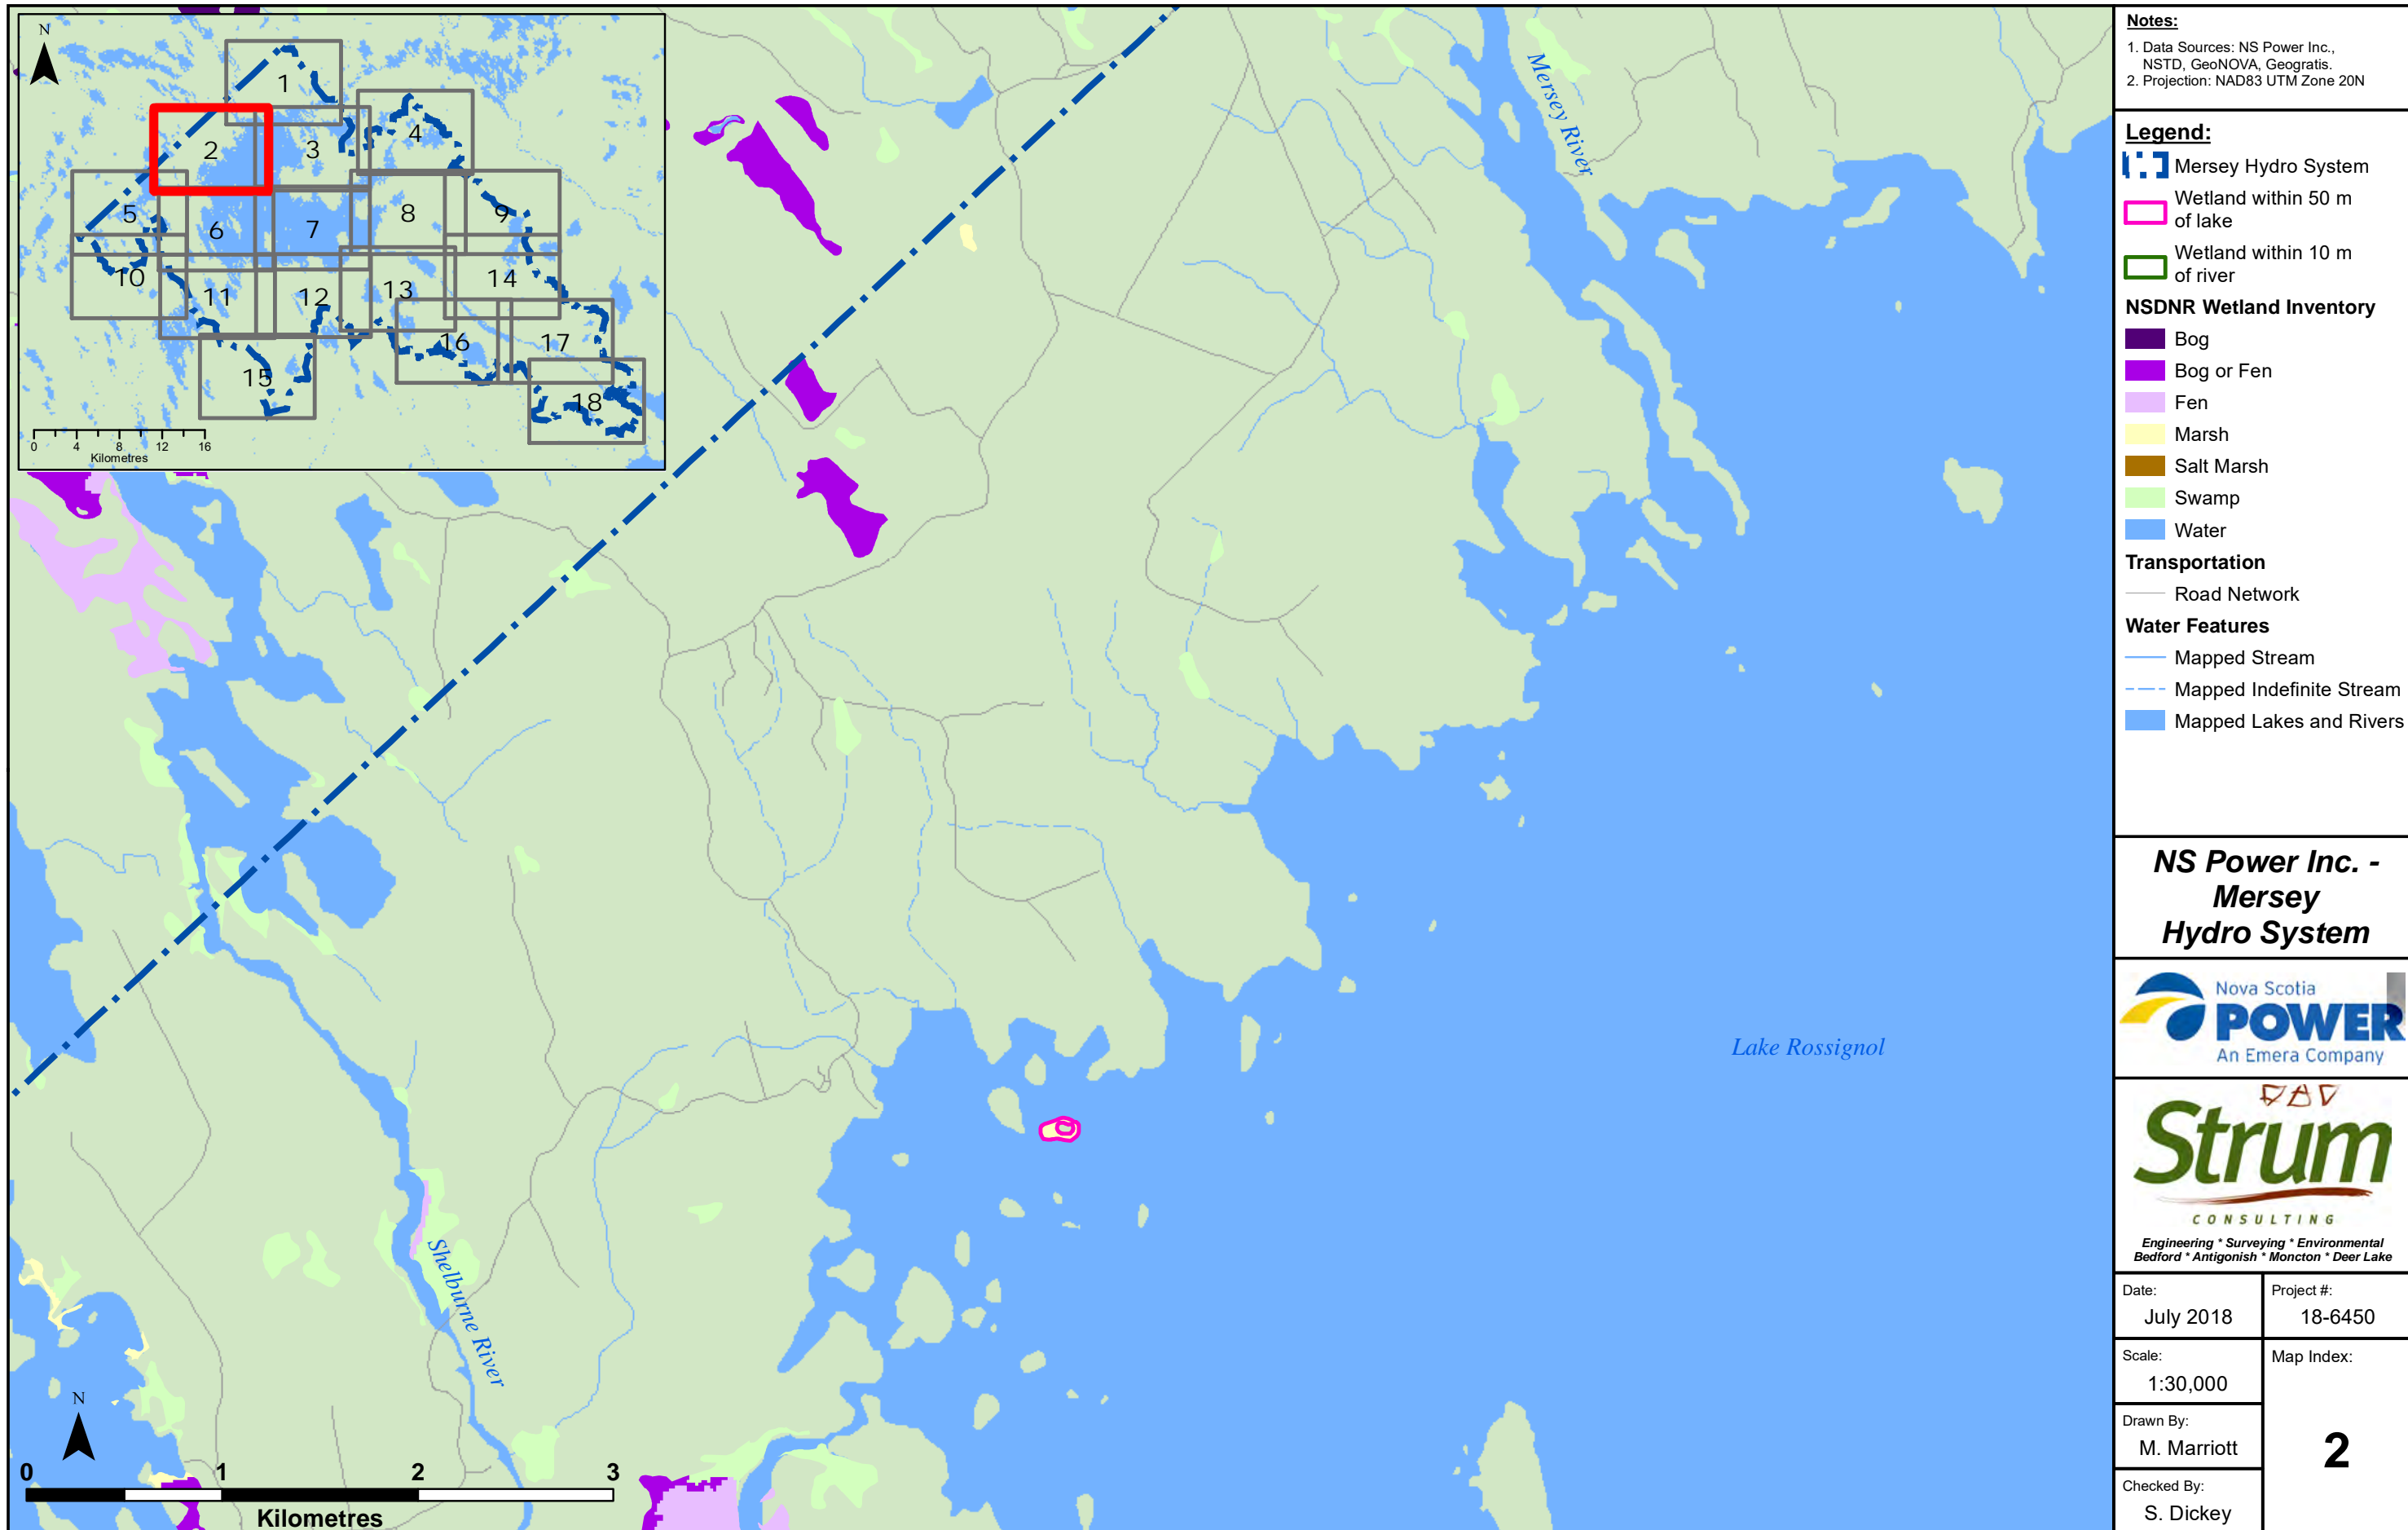 N
1
2
3
4
5
6
7
8
9
10
11
12
13
14
15
16
17
18
0 4 8 12 16
Kilometres
Mersey River
Lake Rossignol
Shelburne River
N
0 1 2 3
Kilometres
Notes:
1. Data Sources: NS Power Inc.,
NSTD, GeoNOVA, Geogratis.
2. Projection: NAD83 UTM Zone 20N
Legend:
Mersey Hydro System
Wetland within 50 m
of lake
Wetland within 10 m
of river
NSDNR Wetland Inventory
Bog
Bog or Fen
Fen
Marsh
Salt Marsh
Swamp
Water
Transportation
Road Network
Water Features
Mapped Stream
Mapped Indefinite Stream
Mapped Lakes and Rivers
NS Power Inc. -
Mersey
Hydro System
Nova Scotia
POWER
An Emera Company
Strum
CONSULTING
Engineering * Surveying * Environmental
Bedford * Antigonish * Moncton * Deer Lake
Date:
July 2018
Project #:
18-6450
Scale:
1:30,000
Map Index:
2
Drawn By:
M. Marriott
Checked By:
S. Dickey